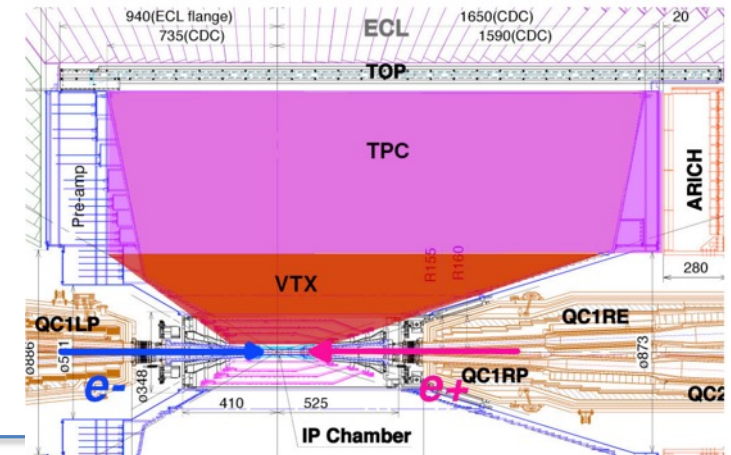 940(ECL flange)
1650(CDC)
20
735(CDC)
ECL
1590(CDC)
TOP
TPC
Pre-amp
ARICH
VTX
R155
R160
280
QC1LP
QC1RE
ø886
ø348
ø873
e-
e+
QC1RP
QC2
410
525
IP Chamber